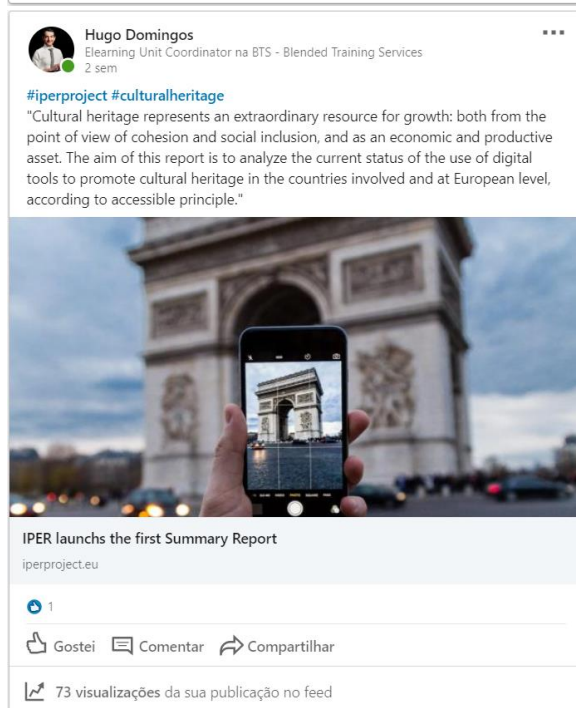 Hugo Domingos
Elearning Unit Coordinator na BTS - Blended Training Services
2 sem
#iperproject #culturalheritage
"Cultural heritage represents an extraordinary resource for growth: both from the
point of view of cohesion and social inclusion, and as an economic and productive
asset. The aim of this report is to analyze the current status of the use of digital
tools to promote cultural heritage in the countries involved and at European level,
according to accessible principle."
IPER launchs the first Summary Report
iperproject.eu
1
Gostei Comentar Compartilhar
73 visualizações da sua publicação no feed